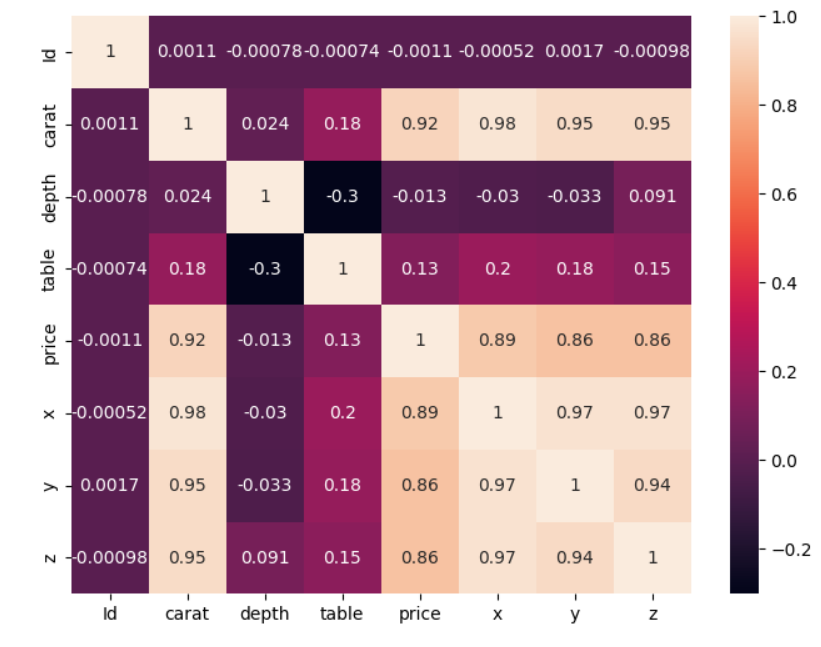 Id 1 0.0011 -0.00078 -0.00074 -0.0011 -0.00052 0.0017 -0.00098
carat 0.0011 1 0.024 0.18 0.92 0.98 0.95 0.95
depth -0.00078 0.024 1 -0.3 -0.013 -0.03 -0.033 0.091
table -0.00074 0.18 -0.3 1 0.13 0.2 0.18 0.15
price -0.0011 0.92 -0.013 0.13 1 0.89 0.86 0.86
x -0.00052 0.98 -0.03 0.2 0.89 1 0.97 0.97
y 0.0017 0.95 -0.033 0.18 0.86 0.97 1 0.94
z -0.00098 0.95 0.091 0.15 0.86 0.97 0.94 1
Id carat depth table price x y z
1.0
0.8
0.6
0.4
0.2
0.0
−0.2